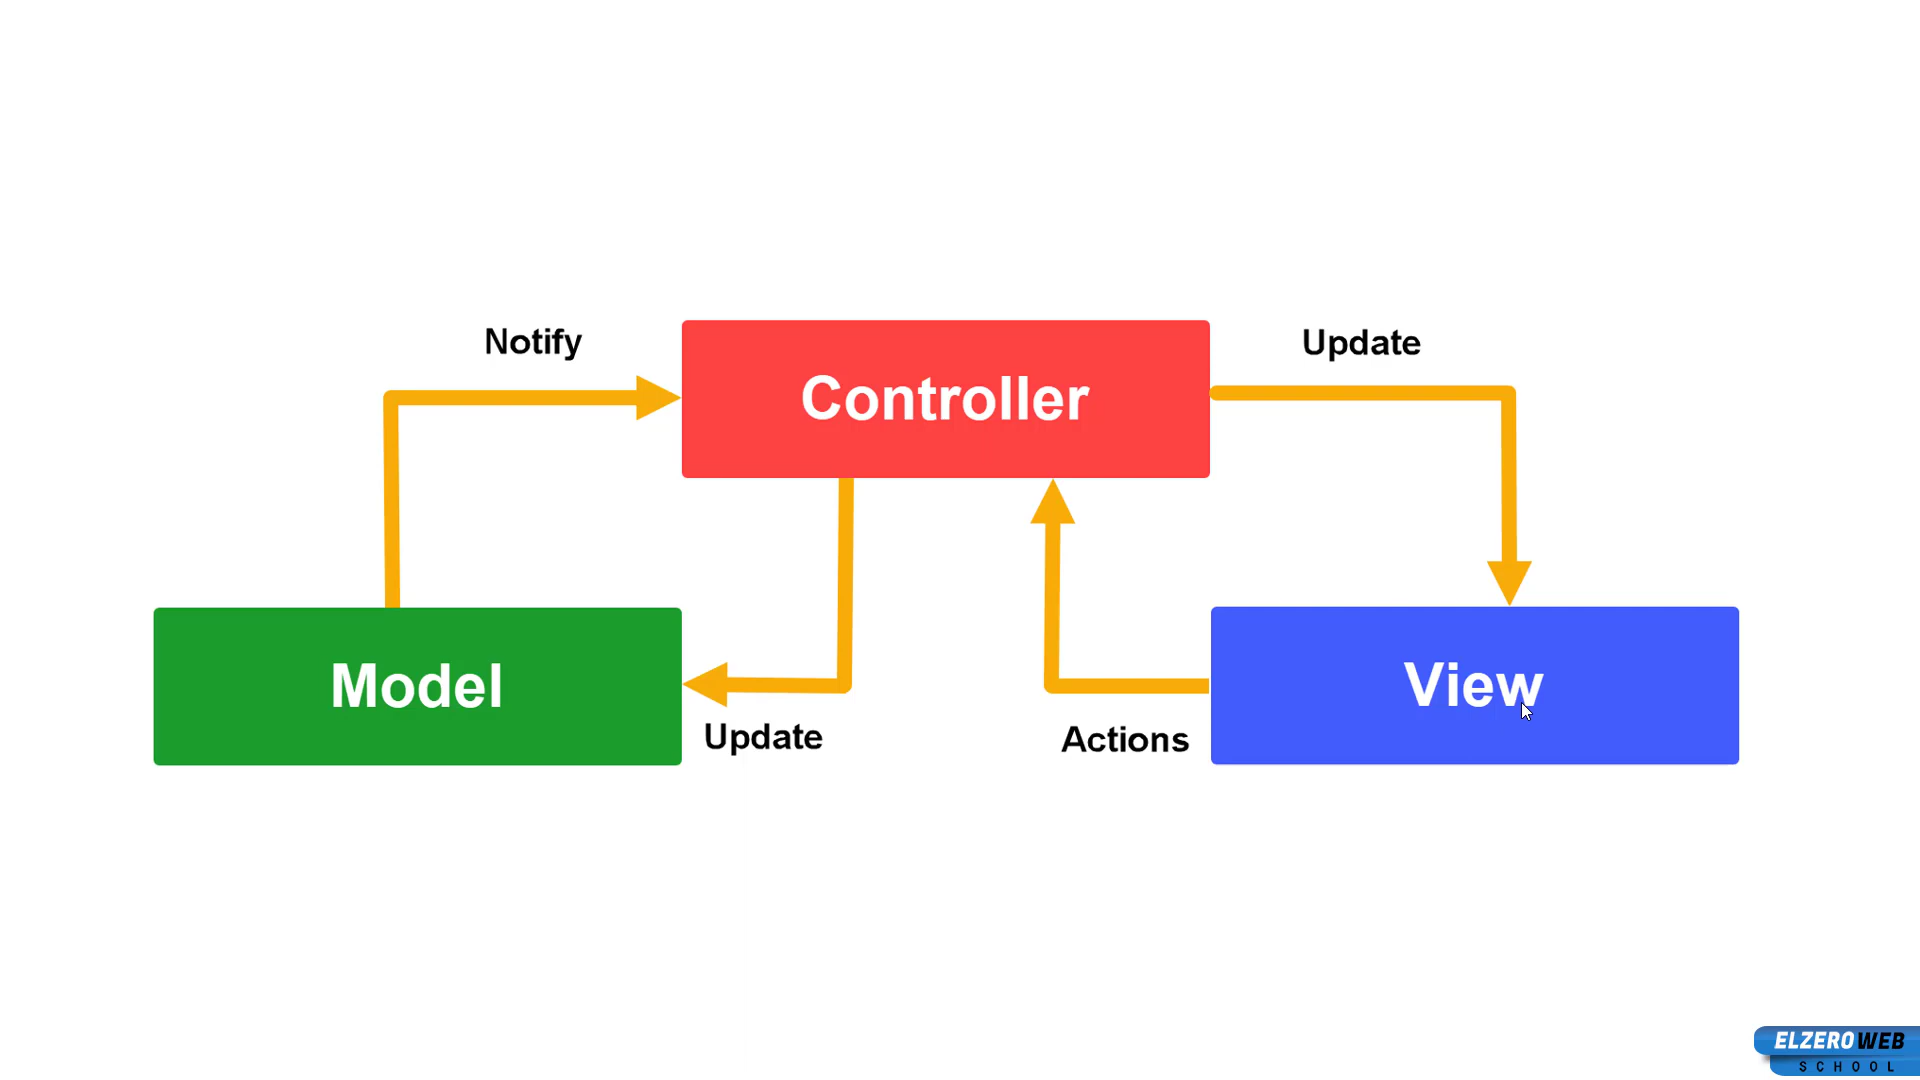 Notify
Update
Controller
Model
View
Update
Actions
ELZERO WEB
SCHOOL